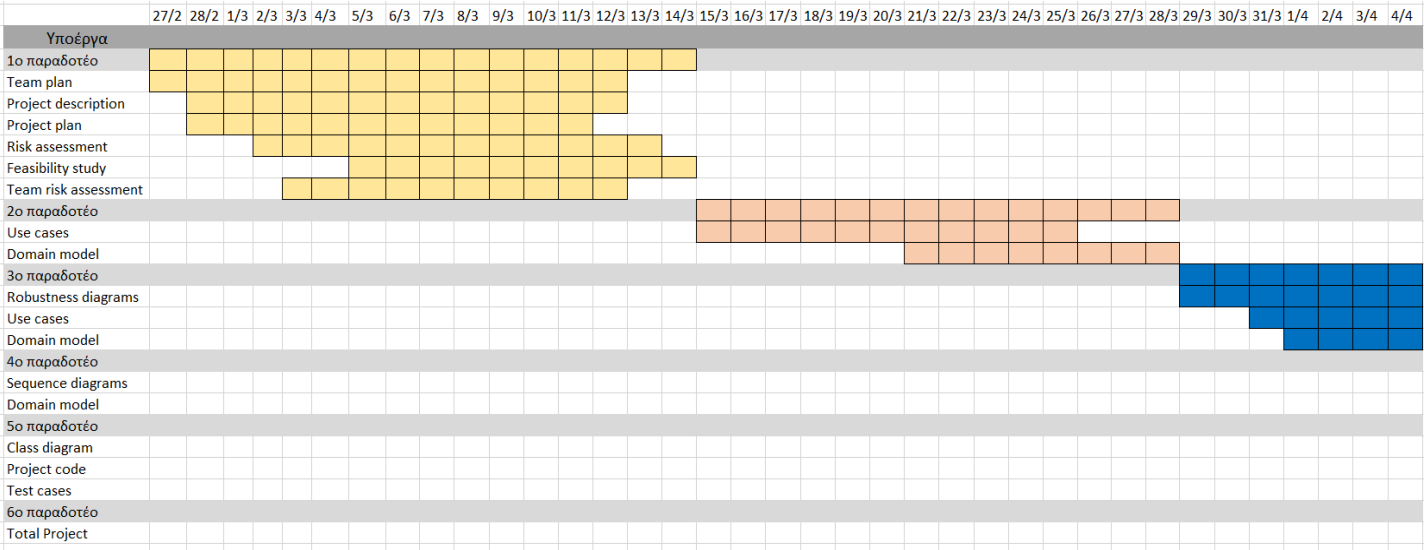 27/2 28/2 1/3 2/3 3/3 4/3 5/3 6/3 7/3 8/3 9/3 10/3 11/3 12/3 13/3 14/3 15/3 16/3 17/3 18/3 19/3 20/3 21/3 22/3 23/3 24/3 25/3 26/3 27/3 28/3 29/3 30/3 31/3 1/4 2/4 3/4 4/4
Υποέργα
1ο παραδοτέο
Team plan
Project description
Project plan
Risk assessment
Feasibility study
Team risk assessment
2ο παραδοτέο
Use cases
Domain model
3ο παραδοτέο
Robustness diagrams
Use cases
Domain model
4ο παραδοτέο
Sequence diagrams
Domain model
5ο παραδοτέο
Class diagram
Project code
Test cases
6ο παραδοτέο
Total Project